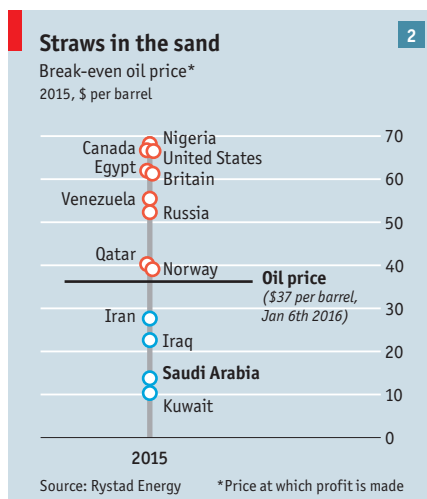 Straws in the sand
2
Break-even oil price*
2015, $ per barrel
70
Nigeria
Canada
United States
Egypt
60
Britain
Venezuela
50
Russia
Qatar
40
Norway
Oil price
($37 per barrel,
Jan 6th 2016)
30
Iran
Iraq
20
Saudi Arabia
10
Kuwait
0
2015
Source: Rystad Energy
*Price at which profit is made